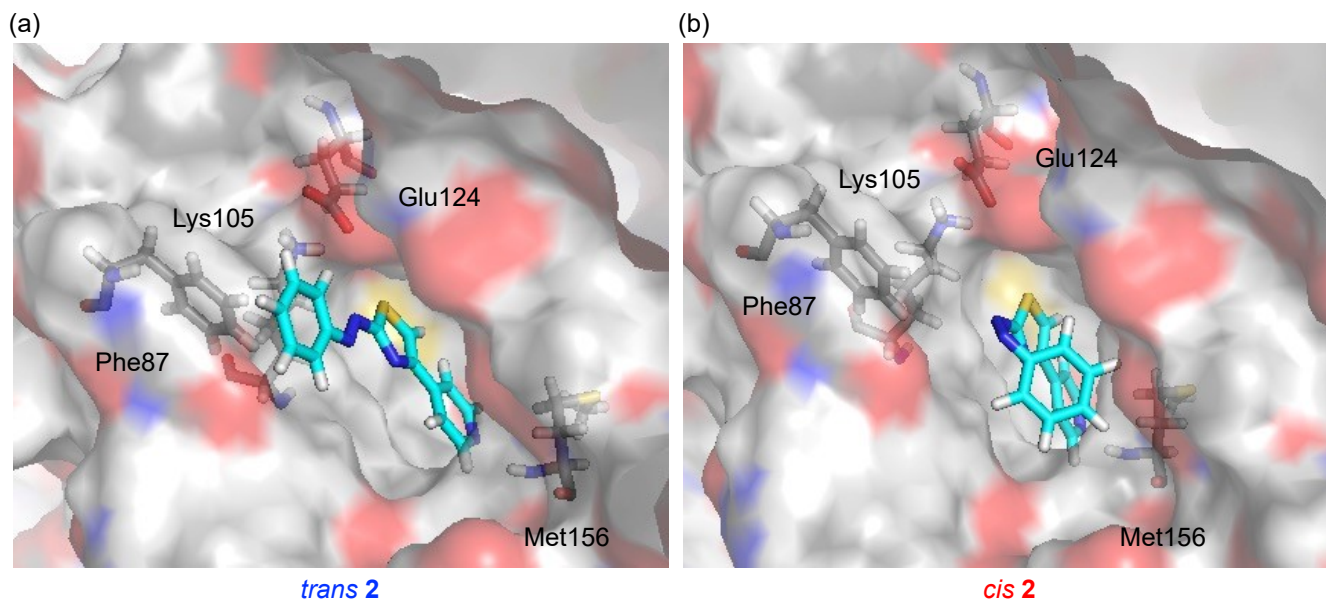 (a)
(b)
Lys105
Glu124
Phe87
Met156
Lys105
Glu124
Phe87
Met156
trans 2
cis 2